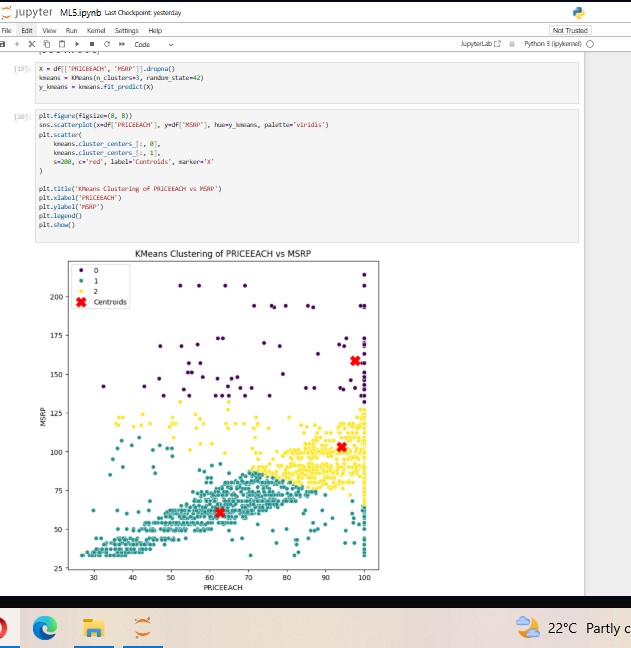 jupyter ML5.ipynb Last Checkpoint: yesterday
File Edit View Run Kernel Settings Help
Not Trusted
Code
JupyterLab
Python 3 (ipykernel)
[19]:
X = df[['PRICEEACH', 'MSRP']].dropna()
kmeans = KMeans(n_clusters=3, random_state=42)
y_kmeans = kmeans.fit_predict(X)
[20]:
plt.figure(figsize=(8, 8))
sns.scatterplot(x=df['PRICEEACH'], y=df['MSRP'], hue=y_kmeans, palette='viridis')
plt.scatter(
kmeans.cluster_centers_[:, 0],
kmeans.cluster_centers_[:, 1],
s=200, c='red', label='Centroids', marker='X'
)
plt.title('KMeans Clustering of PRICEEACH vs MSRP')
plt.xlabel('PRICEEACH')
plt.ylabel('MSRP')
plt.legend()
plt.show()
KMeans Clustering of PRICEEACH vs MSRP
0
1
2
Centroids
200
175
150
125
100
75
50
25
MSRP
30 40 50 60 70 80 90 100
PRICEEACH
22°C Partly c